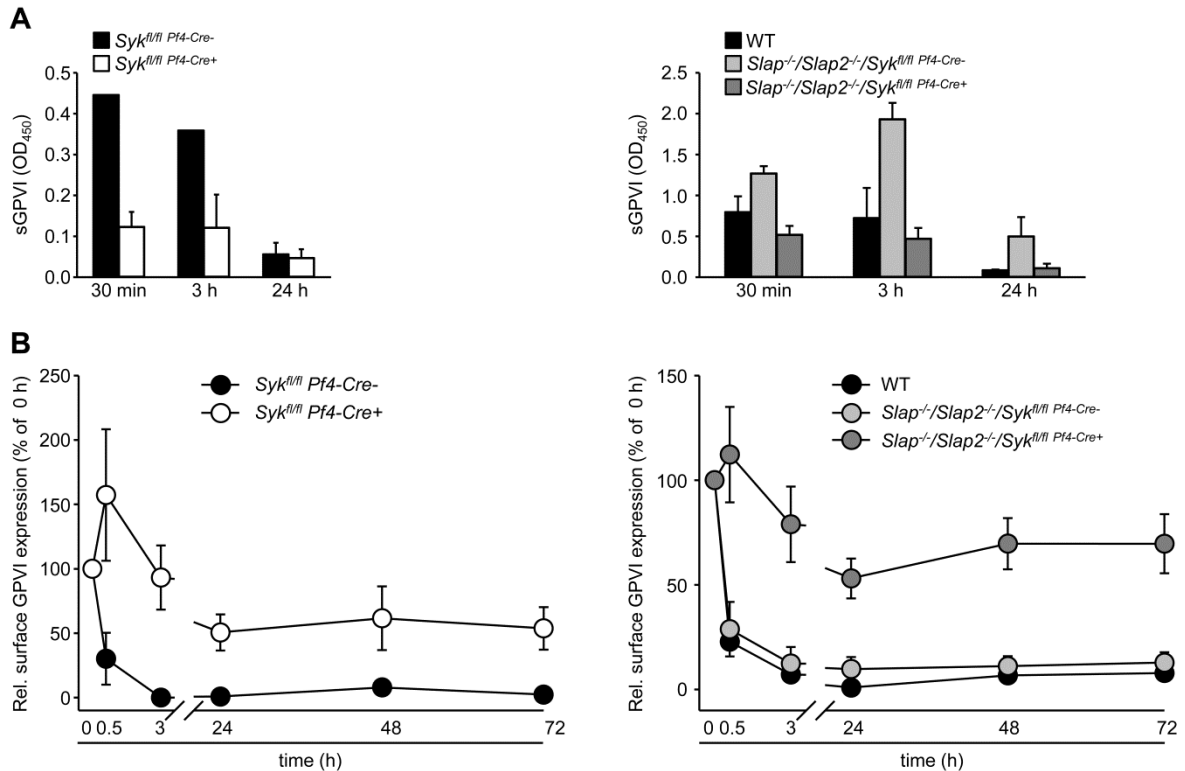 A
Syk^fl/fl Pf4-Cre-
Syk^fl/fl Pf4-Cre+
sGPVI (OD₄₅₀)
0.5
0.4
0.3
0.2
0.1
0.0
30 min 3 h 24 h
WT
Slap^-/-/Slap2^-/-/Syk^fl/fl Pf4-Cre-
Slap^-/-/Slap2^-/-/Syk^fl/fl Pf4-Cre+
sGPVI (OD₄₅₀)
2.5
2.0
1.5
1.0
0.5
0.0
30 min 3 h 24 h
B
Rel. surface GPVI expression (% of 0 h)
250
200
150
100
50
0
Syk^fl/fl Pf4-Cre-
Syk^fl/fl Pf4-Cre+
0 0.5 3 24 48 72
time (h)
Rel. surface GPVI expression (% of 0 h)
150
100
50
0
WT
Slap^-/-/Slap2^-/-/Syk^fl/fl Pf4-Cre-
Slap^-/-/Slap2^-/-/Syk^fl/fl Pf4-Cre+
0 0.5 3 24 48 72
time (h)